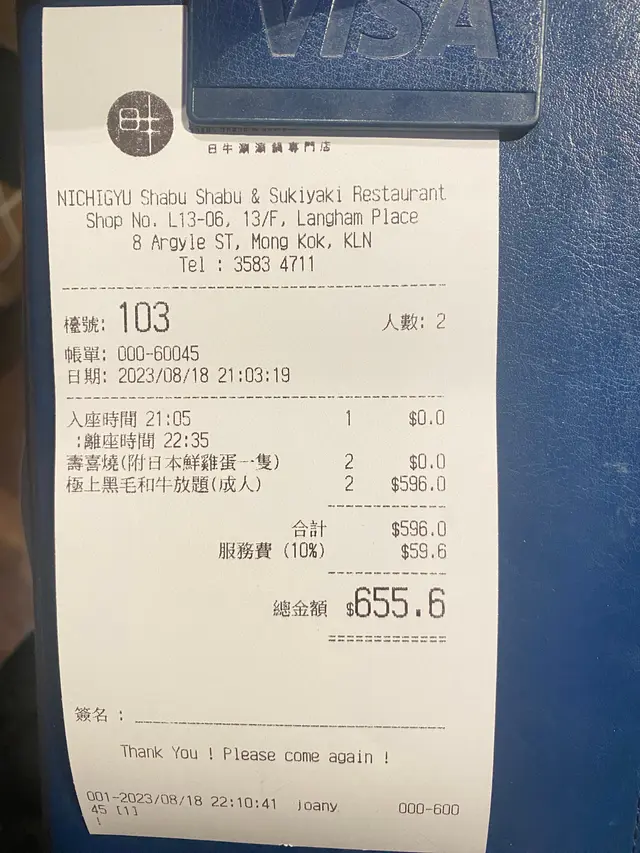 VISA
日牛涮涮鍋專門店
NICHIGYU Shabu Shabu & Sukiyaki Restaurant
Shop No. L13-06, 13/F, Langham Place
8 Argyle ST, Mong Kok, KLN
Tel : 3583 4711
檯號: 103 人數: 2
帳單: 000-60045
日期: 2023/08/18 21:03:19
入座時間 21:05 1 $0.0
:離座時間 22:35
壽喜燒(附日本鮮雞蛋一隻) 2 $0.0
極上黑毛和牛放題(成人) 2 $596.0
合計 $596.0
服務費 (10%) $59.6
總金額 $655.6
簽名 :
Thank You ! Please come again !
001-2023/08/18 22:10:41 Joany 000-600
45 [1]